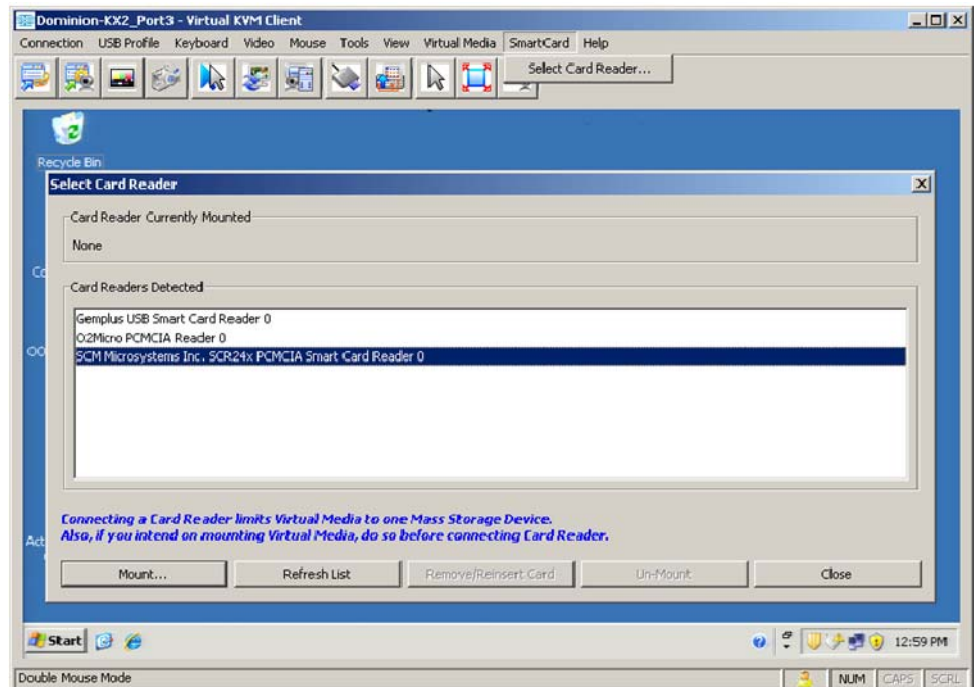 Dominion-KX2_Port3 - Virtual KVM Client
Connection USB Profile Keyboard Video Mouse Tools View Virtual Media SmartCard Help
Select Card Reader...
Recycle Bin
Select Card Reader
Card Reader Currently Mounted
None
Co
Card Readers Detected
Gemplus USB Smart Card Reader 0
O2Micro PCMCIA Reader 0
OO
SCM Microsystems Inc. SCR24x PCMCIA Smart Card Reader 0
Connecting a Card Reader limits Virtual Media to one Mass Storage Device.
Act
Also, if you intend on mounting Virtual Media, do so before connecting Card Reader.
Mount... Refresh List Remove/Reinsert Card Un-Mount Close
Start 12:59 PM
Double Mouse Mode NUM CAPS SCRL